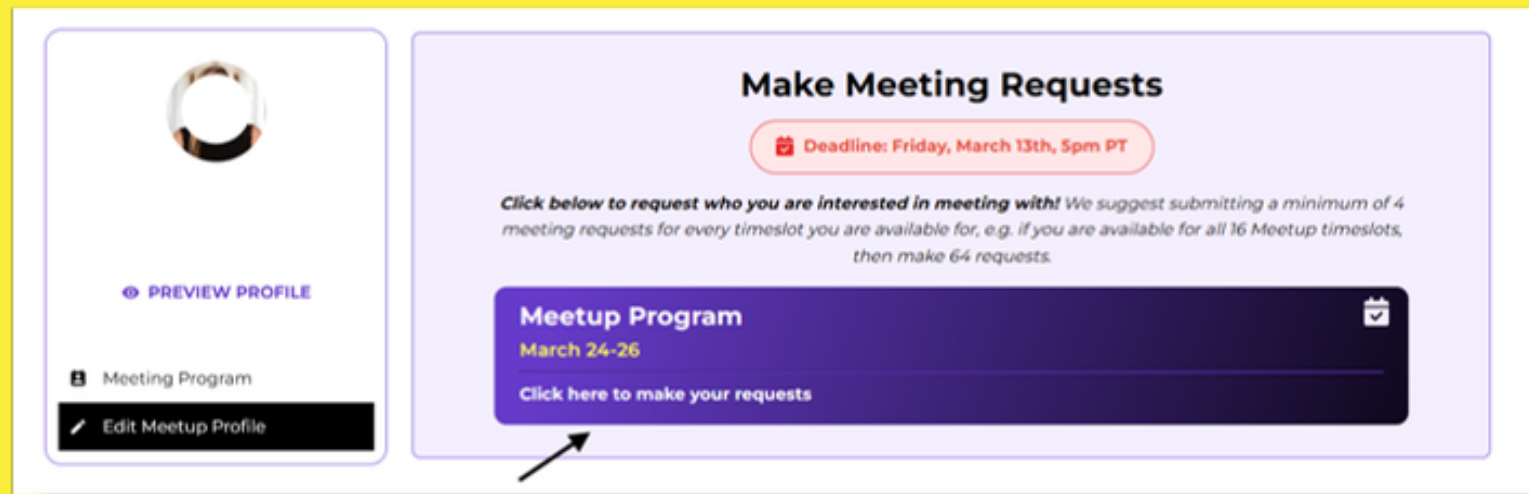 PREVIEW PROFILE
Meeting Program
Edit Meetup Profile
Make Meeting Requests
Deadline: Friday, March 13th, 5pm PT
Click below to request who you are interested in meeting with! We suggest submitting a minimum of 4
meeting requests for every timeslot you are available for, e.g. if you are available for all 16 Meetup timeslots,
then make 64 requests.
Meetup Program
March 24-26
Click here to make your requests